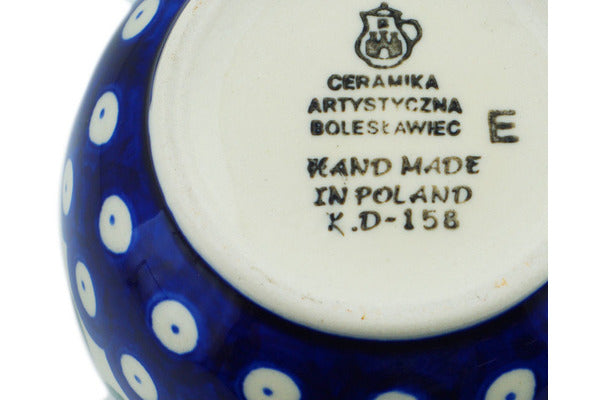 CERAMIKA
ARTYSTYCZNA
BOLESŁAWIEC
E
HAND MADE
IN POLAND
K.D-158